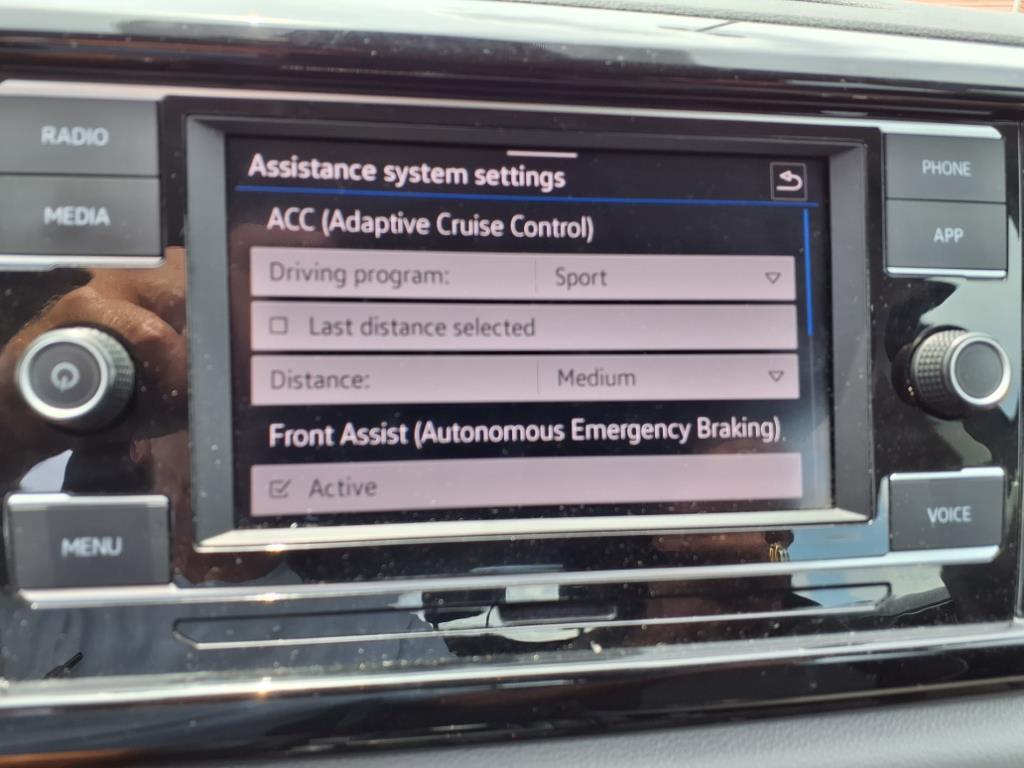 RADIO
MEDIA
MENU
Assistance system settings
ACC (Adaptive Cruise Control)
Driving program: Sport
Last distance selected
Distance: Medium
Front Assist (Autonomous Emergency Braking)
Active
PHONE
APP
VOICE